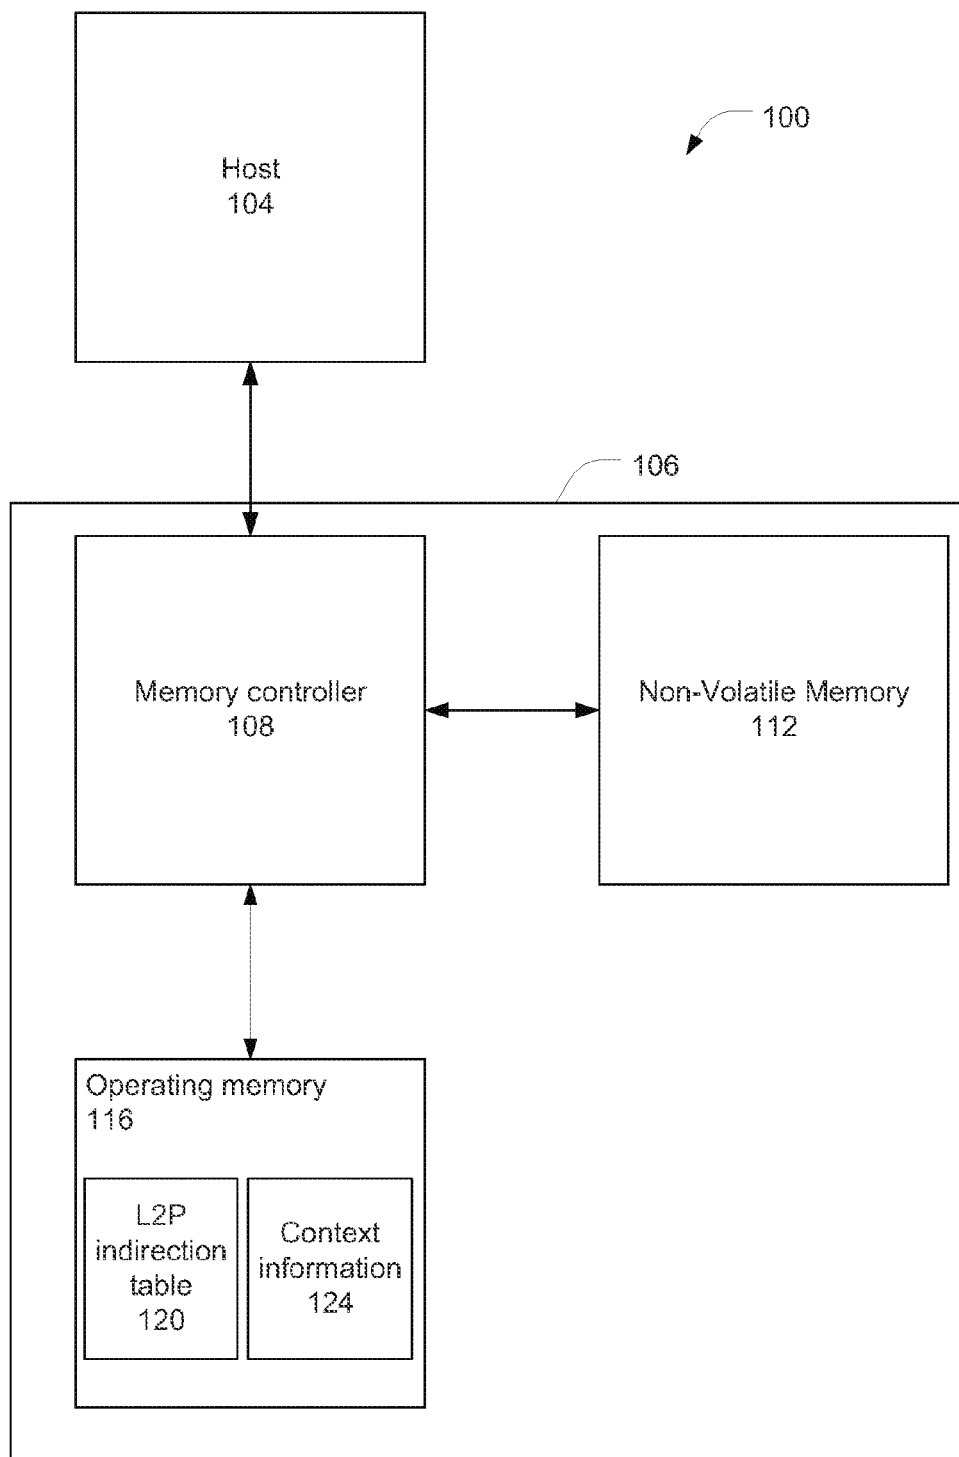 100
Host
104
106
Memory controller
108
Non-Volatile Memory
112
Operating memory
116
L2P
indirection
table
120
Context
information
124